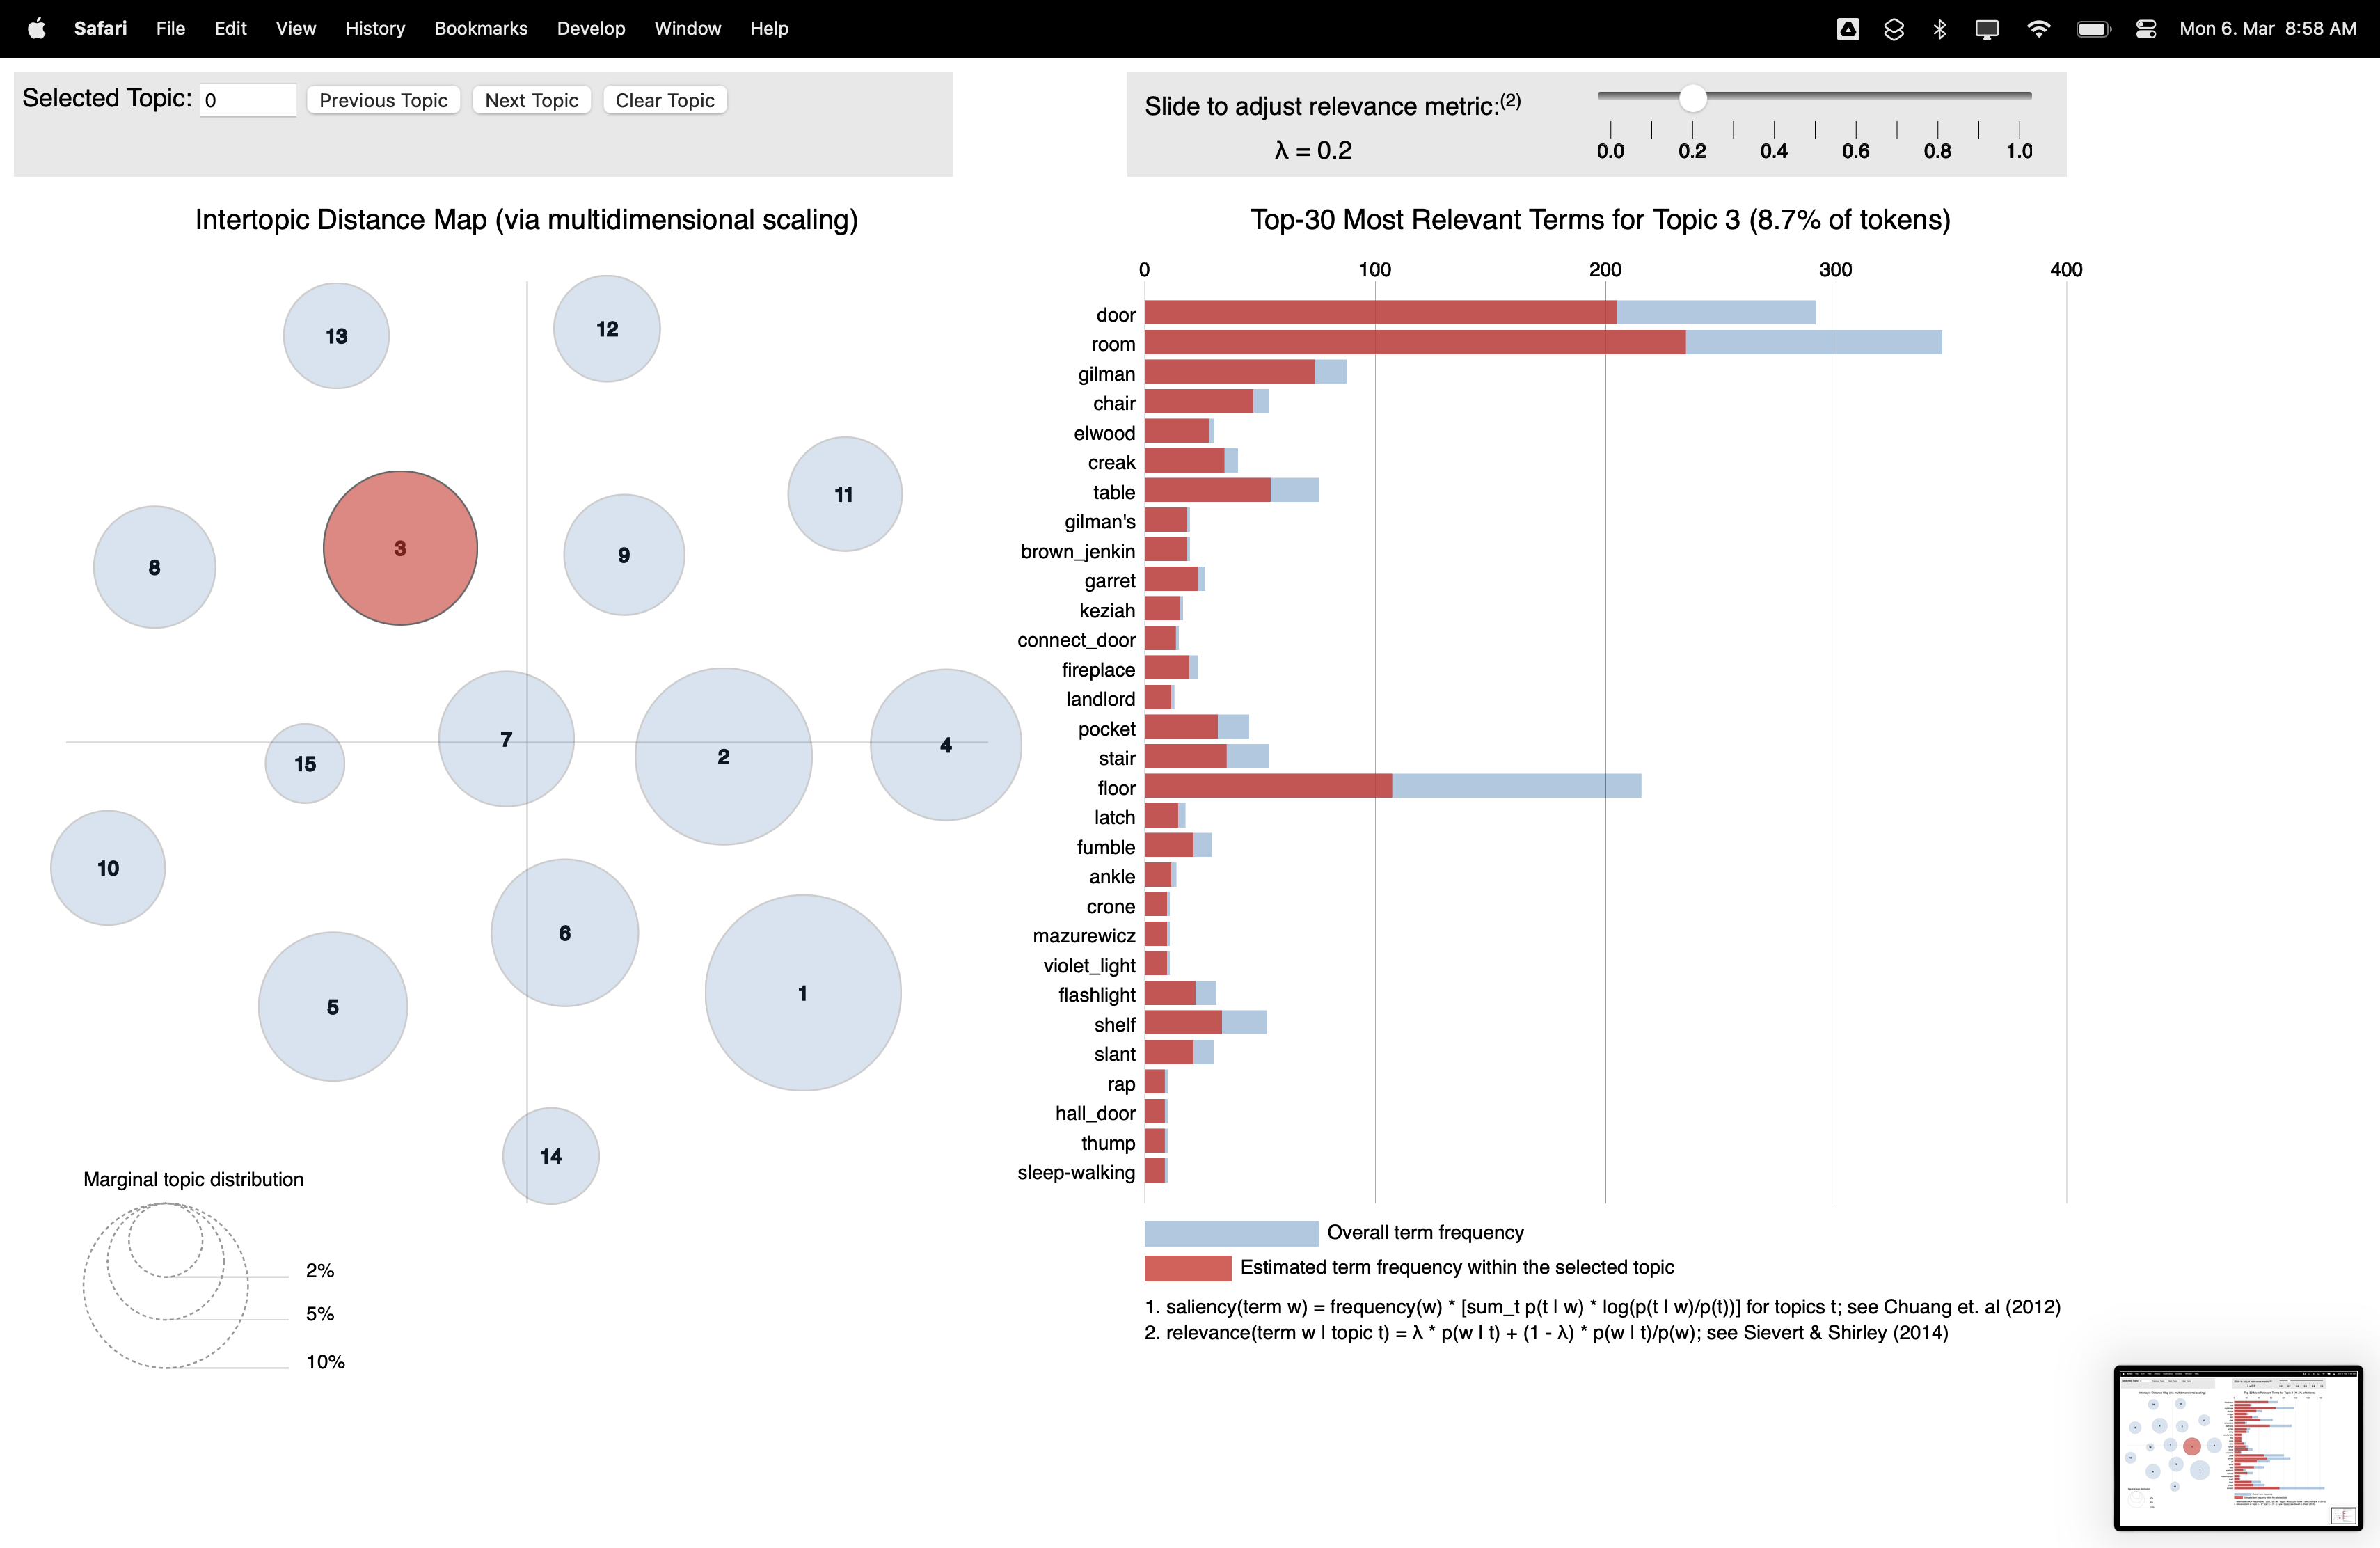 Safari File Edit View History Bookmarks Develop Window Help Mon 6. Mar 8:58 AM
Selected Topic: 0 Previous Topic Next Topic Clear Topic
Slide to adjust relevance metric:(2)
λ = 0.2
0.0 0.2 0.4 0.6 0.8 1.0
Intertopic Distance Map (via multidimensional scaling)
13
12
11
8
3
9
7
2
4
15
10
6
5
1
14
Marginal topic distribution
2%
5%
10%
Top-30 Most Relevant Terms for Topic 3 (8.7% of tokens)
0 100 200 300 400
door
room
gilman
chair
elwood
creak
table
gilman's
brown_jenkin
garret
keziah
connect_door
fireplace
landlord
pocket
stair
floor
latch
fumble
ankle
crone
mazurewicz
violet_light
flashlight
shelf
slant
rap
hall_door
thump
sleep-walking
Overall term frequency
Estimated term frequency within the selected topic
1. saliency(term w) = frequency(w) * [sum_t p(t | w) * log(p(t | w)/p(t))] for topics t; see Chuang et. al (2012)
2. relevance(term w | topic t) = λ * p(w | t) + (1 - λ) * p(w | t)/p(w); see Sievert & Shirley (2014)